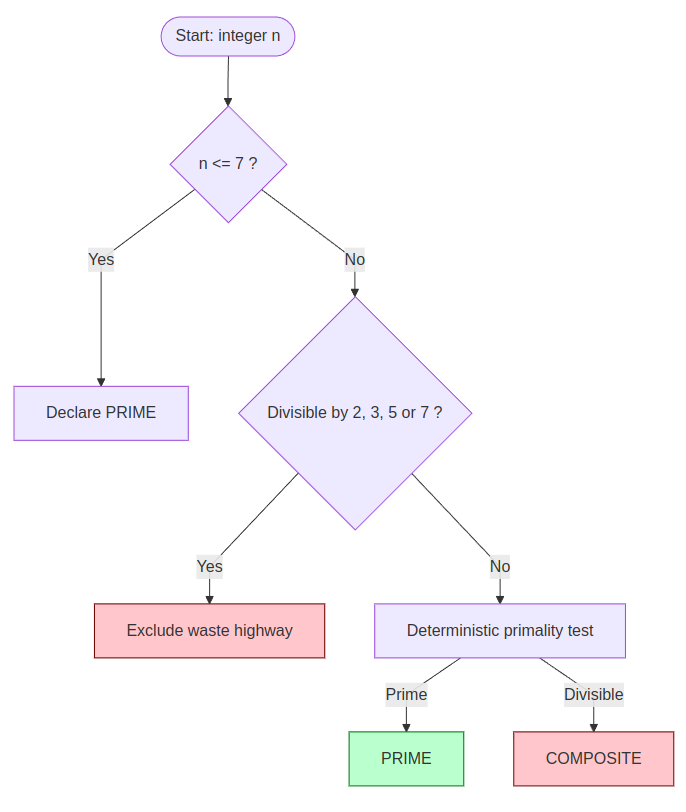 Start: integer n
n <= 7 ?
Yes
No
Declare PRIME
Divisible by 2, 3, 5 or 7 ?
Yes
No
Exclude waste highway
Deterministic primality test
Prime
Divisible
PRIME
COMPOSITE